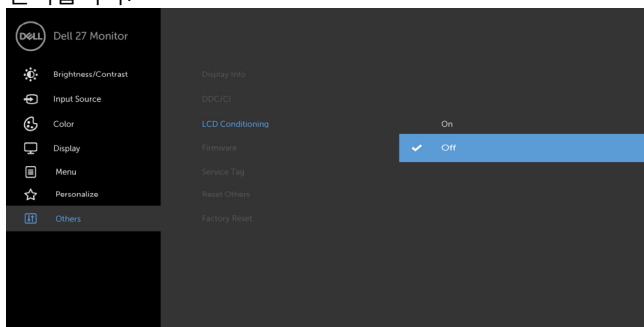 DELL Dell 27 Monitor
Brightness/Contrast
Display Info
Input Source
DDC/CI
Color
LCD Conditioning
On
Display
Firmware
Off
Menu
Service Tag
Personalize
Reset Others
Others
Factory Reset